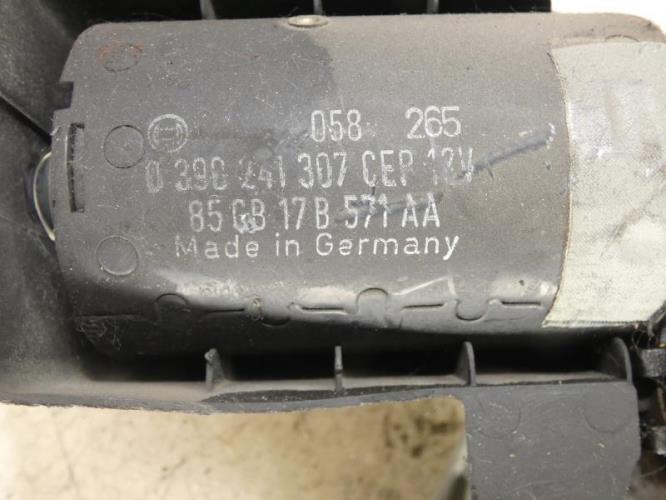 058 265
0 390 241 307 CEP 12V
85 GB 17 B 571 AA
Made in Germany